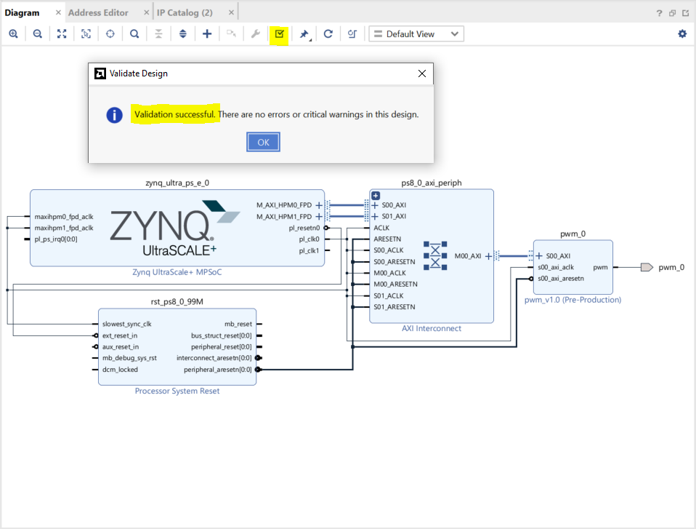 Diagram × Address Editor × IP Catalog (2) × ?
Default View
Validate Design
Validation successful. There are no errors or critical warnings in this design.
OK
zynq_ultra_ps_e_0
maxihpm0_fpd_aclk
maxihpm1_fpd_aclk
pl_ps_irq0[0:0]
ZYNQ
UltraSCALE+
M_AXI_HPM0_FPD
M_AXI_HPM1_FPD
pl_resetn0
pl_clk0
pl_clk1
Zynq UltraScale+ MPSoC
ps8_0_axi_periph
S00_AXI
S01_AXI
ACLK
ARESETN
S00_ACLK
S00_ARESETN
M00_ACLK
M00_ARESETN
S01_ACLK
S01_ARESETN
M00_AXI
AXI Interconnect
pwm_0
S00_AXI
s00_axi_aclk
s00_axi_aresetn
pwm
pwm_v1.0 (Pre-Production)
pwm_0
rst_ps8_0_99M
slowest_sync_clk
ext_reset_in
aux_reset_in
mb_debug_sys_rst
dcm_locked
mb_reset
bus_struct_reset[0:0]
peripheral_reset[0:0]
interconnect_aresetn[0:0]
peripheral_aresetn[0:0]
Processor System Reset